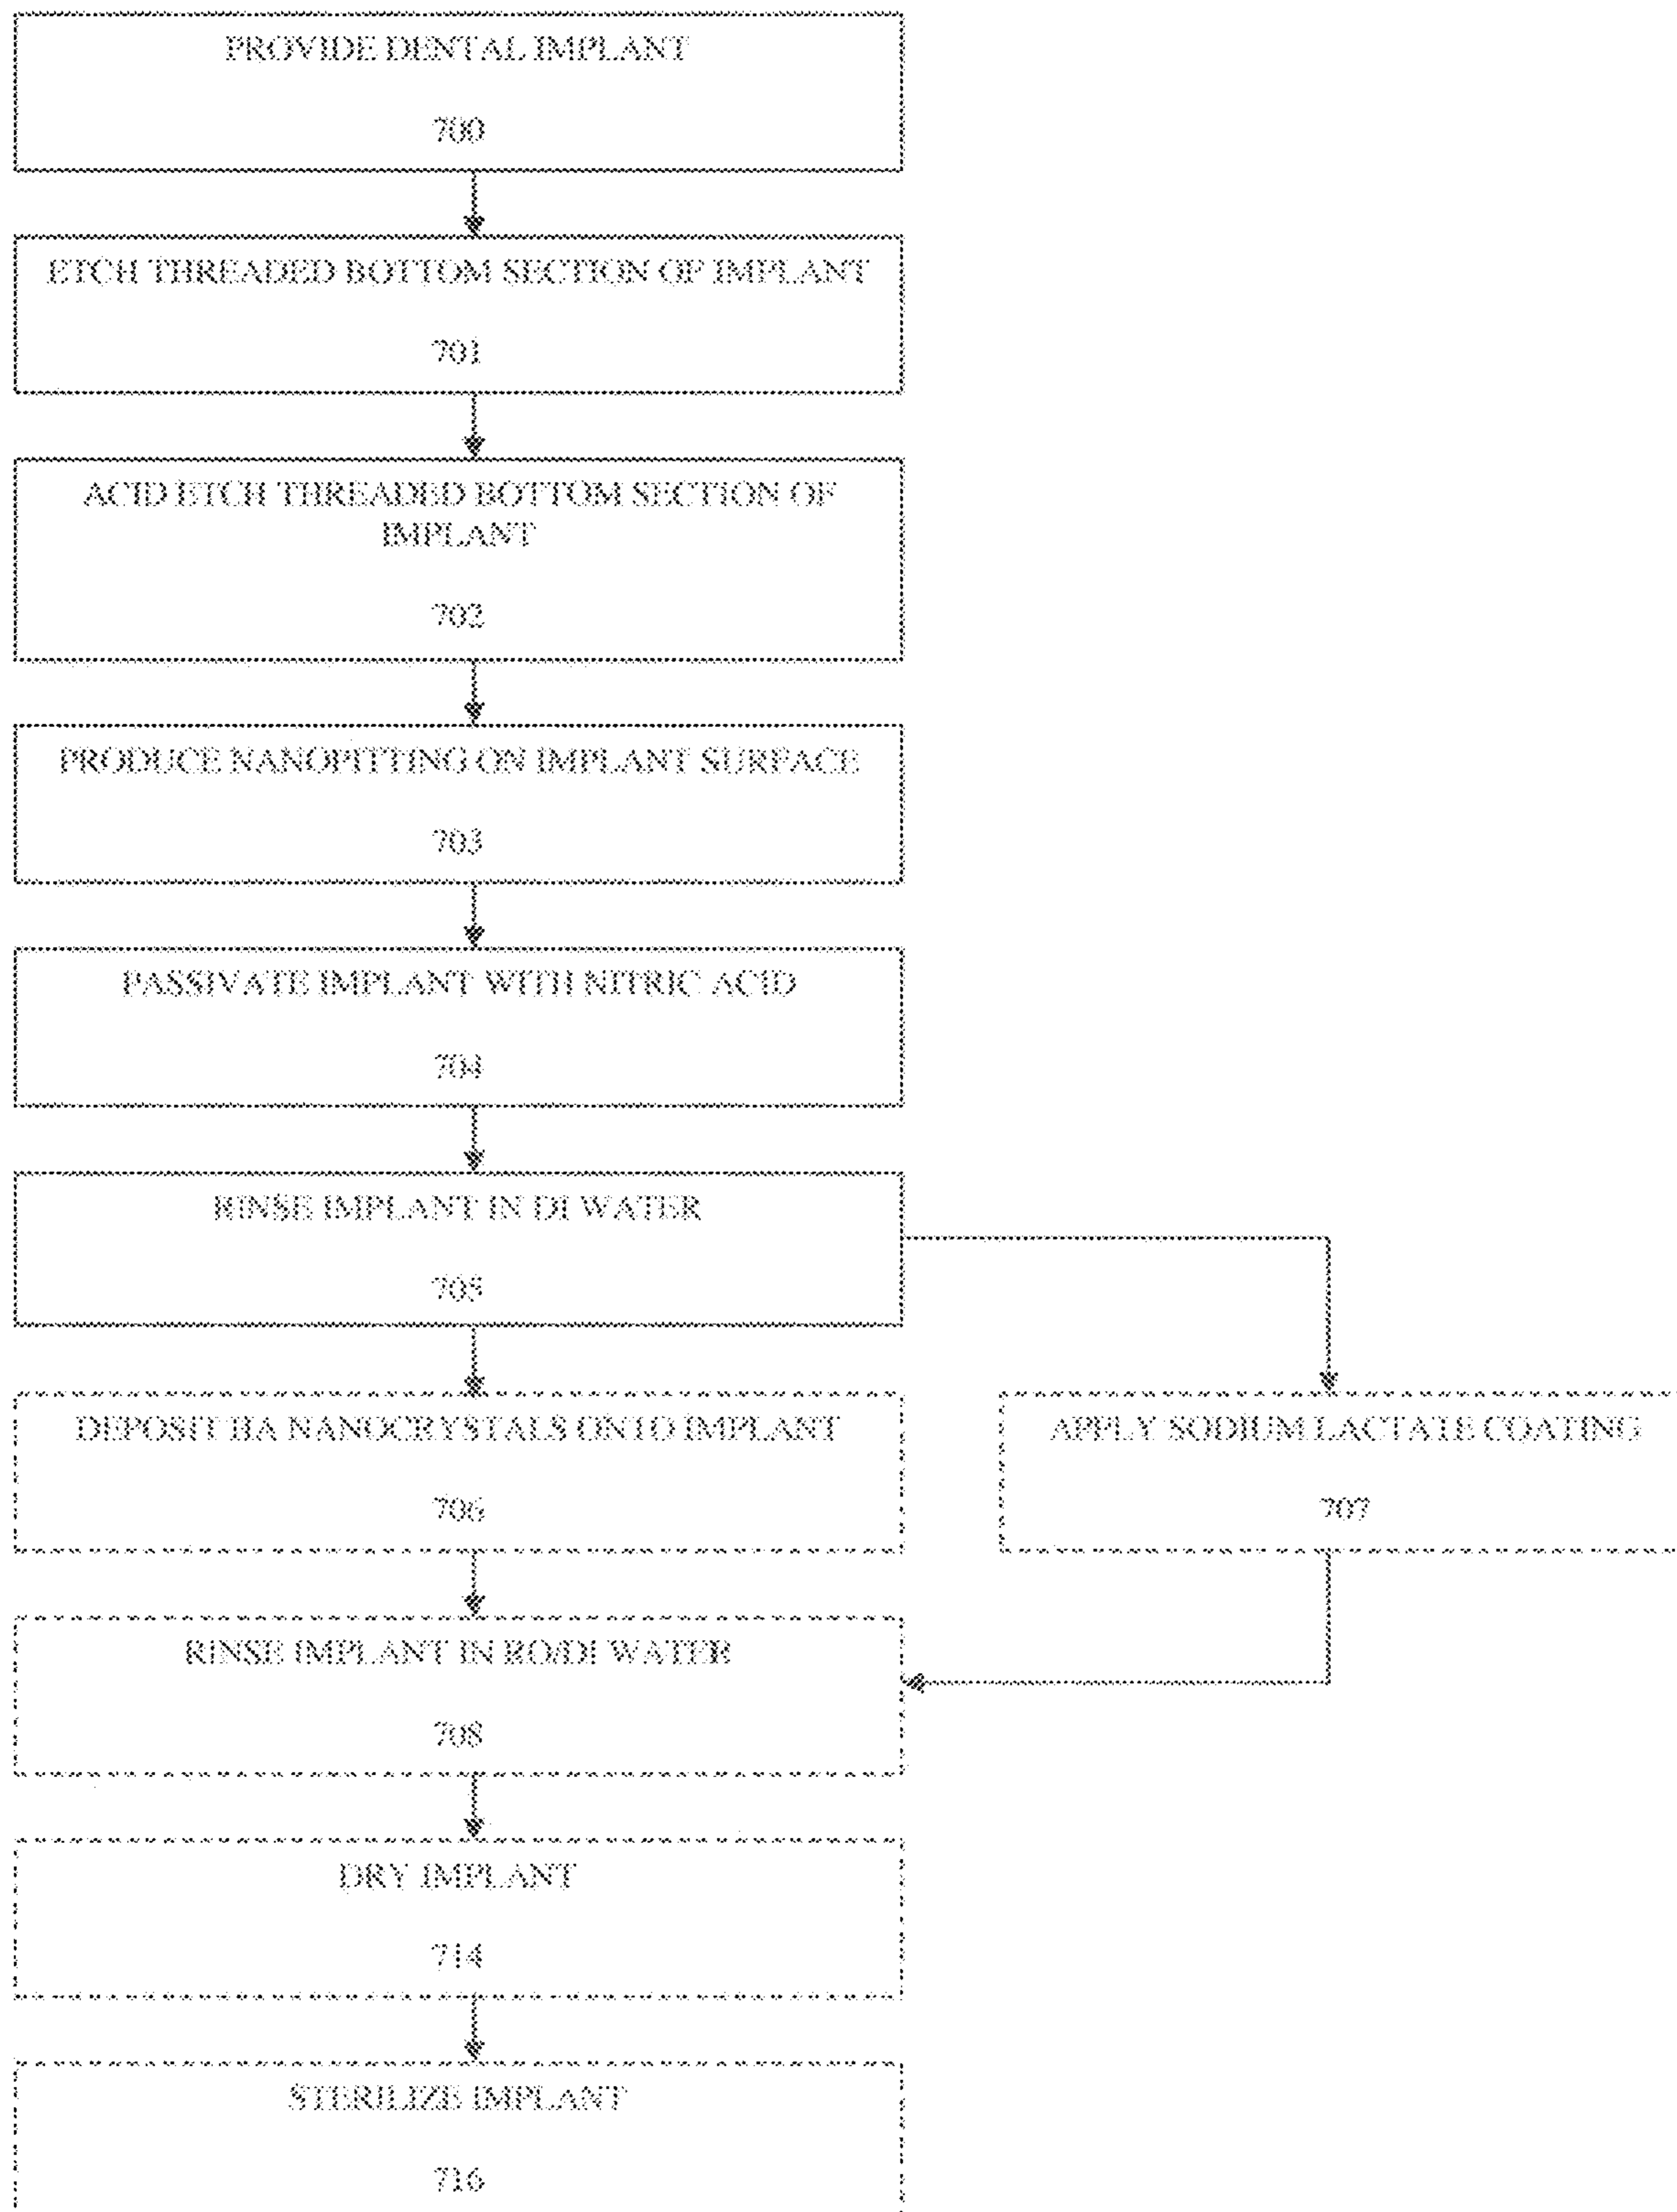 PROVIDE DENTAL IMPLANT
700
ETCH THREADED BOTTOM SECTION OF IMPLANT
701
ACID ETCH THREADED BOTTOM SECTION OF
IMPLANT
702
PRODUCE NANOPITTING ON IMPLANT SURFACE
703
PASSIVATE IMPLANT WITH NITRIC ACID
704
RINSE IMPLANT IN DI WATER
705
DEPOSIT HA NANOCRYSTALS ONTO IMPLANT
706
APPLY SODIUM LACTATE COATING
707
RINSE IMPLANT IN RO/DI WATER
708
DRY IMPLANT
714
STERILIZE IMPLANT
716